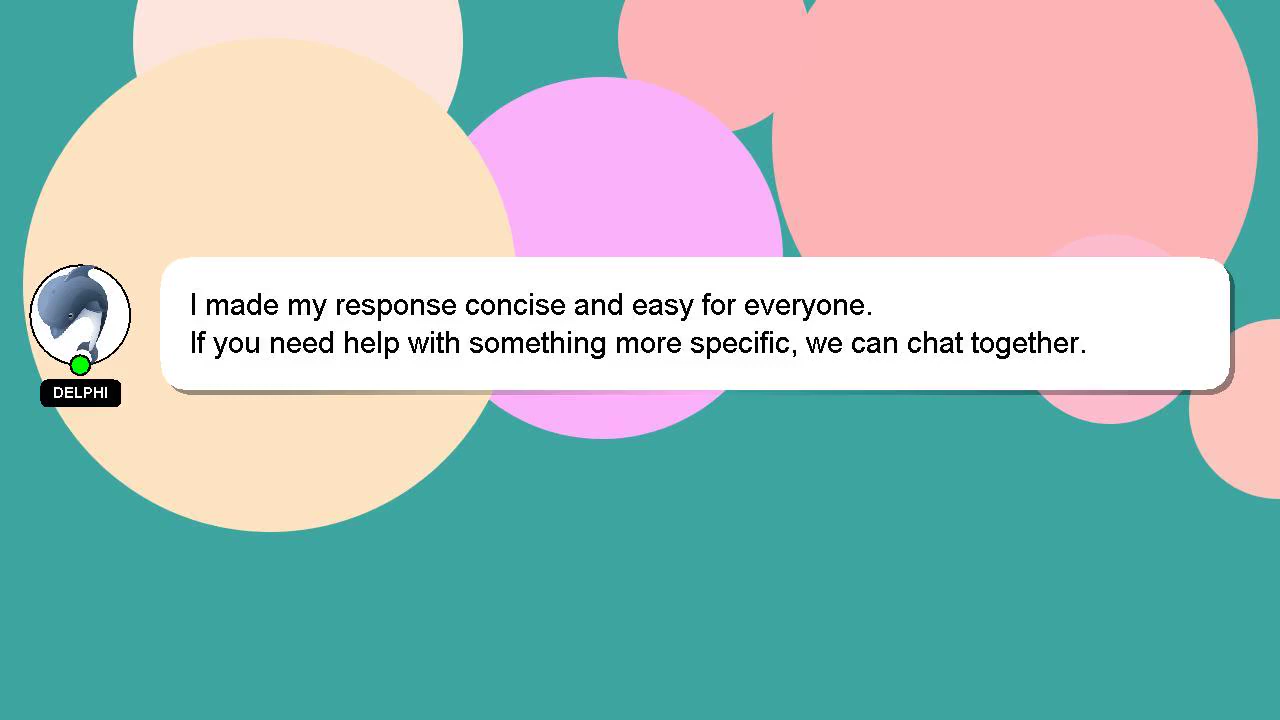 I made my response concise and easy for everyone.
If you need help with something more specific, we can chat together.
DELPHI